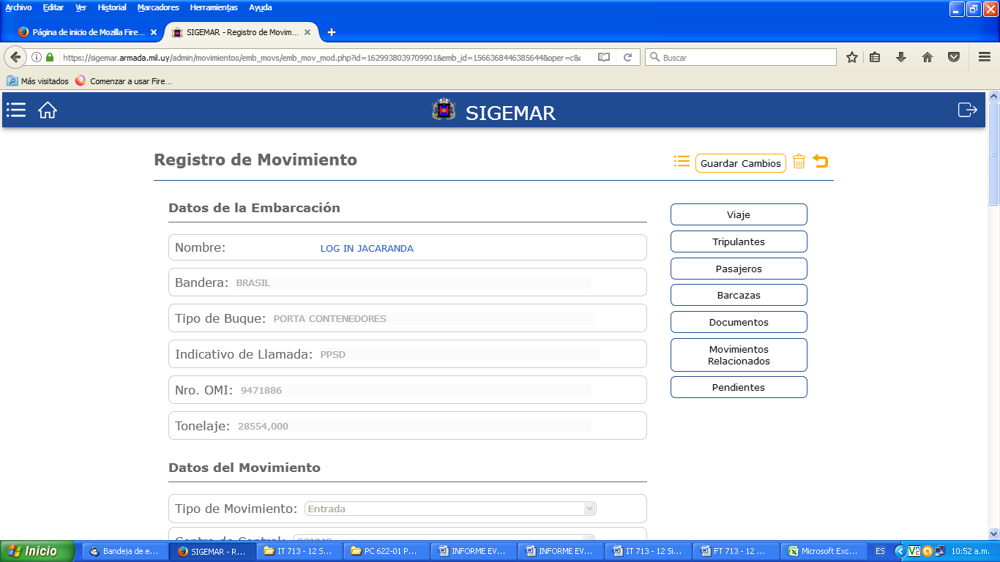 Archivo Editar Ver Historial Marcadores Herramientas Ayuda
Página de inicio de Mozilla Fire... × SIGEMAR - Registro de Movim... × +
https://sigemar.armada.mil.uy/admin/movimientos/emb_movs/emb_mov_mod.php?id=1629938039709901&emb_id=1566368446385644&oper=c& Buscar
Más visitados Comenzar a usar Fire...
SIGEMAR
Registro de Movimiento
Guardar Cambios
Datos de la Embarcación
Nombre: LOG IN JACARANDA
Bandera: BRASIL
Tipo de Buque: PORTA CONTENEDORES
Indicativo de Llamada: PPSD
Nro. OMI: 9471886
Tonelaje: 28554,000
Viaje
Tripulantes
Pasajeros
Barcazas
Documentos
Movimientos
Relacionados
Pendientes
Datos del Movimiento
Tipo de Movimiento: Entrada
Centro de Control:
Inicio Bandeja de e... SIGEMAR - R... IT 713 - 12 S... PC 622-01 P... INFORME EV... INFORME EV... IT 713 - 12 Si... FT 713 - 12 ... Microsoft Exc... ES 10:52 a.m.